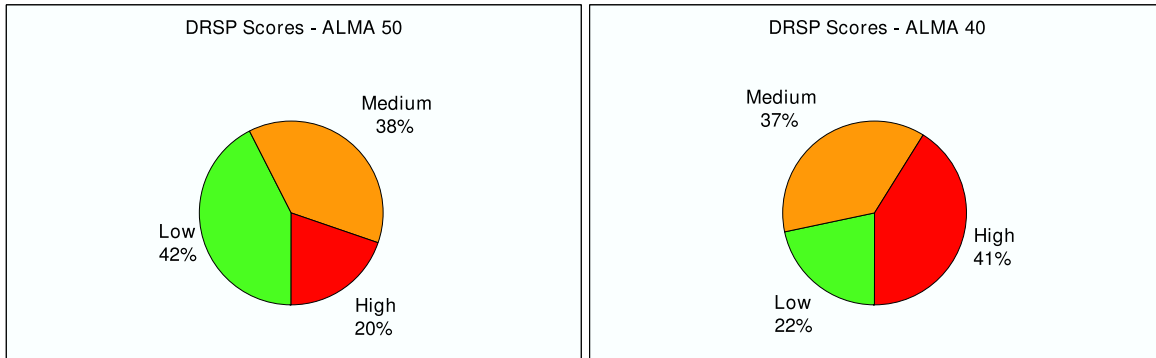 DRSP Scores - ALMA 50
Medium
38%
Low
42%
High
20%
DRSP Scores - ALMA 40
Medium
37%
High
41%
Low
22%